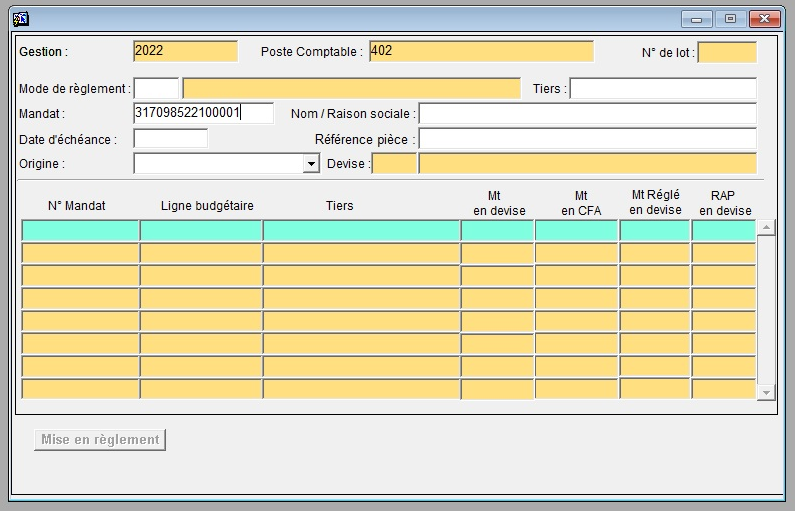 Gestion : 2022 Poste Comptable : 402 N° de lot :
Mode de règlement : Tiers :
Mandat : 317098522100001 Nom / Raison sociale :
Date d'échéance : Référence pièce :
Origine : Devise :
N° Mandat Ligne budgétaire Tiers Mt en devise Mt en CFA Mt Réglé en devise RAP en devise
Mise en règlement